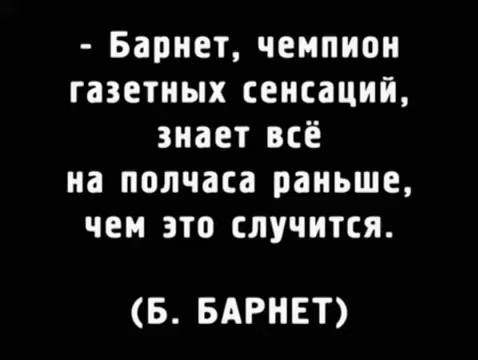 - Барнет, чемпион
газетных сенсаций,
знает всё
на полчаса раньше,
чем это случится.
(Б. БАРНЕТ)